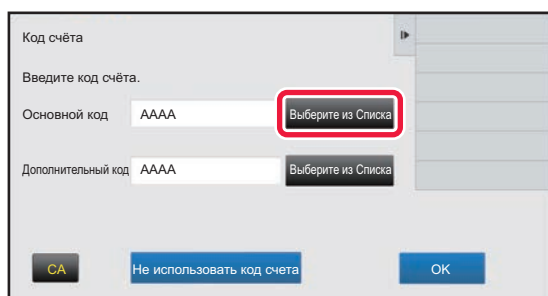 Код счёта
Введите код счёта.
Основной код AAAA Выберите из Списка
Дополнительный код AAAA Выберите из Списка
CA Не использовать код счета OK